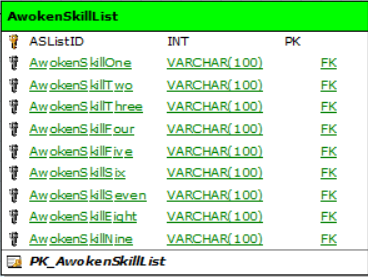 AwokenSkillList
ASListID INT PK
AwokenSkillOne VARCHAR(100) FK
AwokenSkillTwo VARCHAR(100) FK
AwokenSkillThree VARCHAR(100) FK
AwokenSkillFour VARCHAR(100) FK
AwokenSkillFive VARCHAR(100) FK
AwokenSkillSix VARCHAR(100) FK
AwokenSkillSeven VARCHAR(100) FK
AwokenSkillEight VARCHAR(100) FK
AwokenSkillNine VARCHAR(100) FK
PK_AwokenSkillList